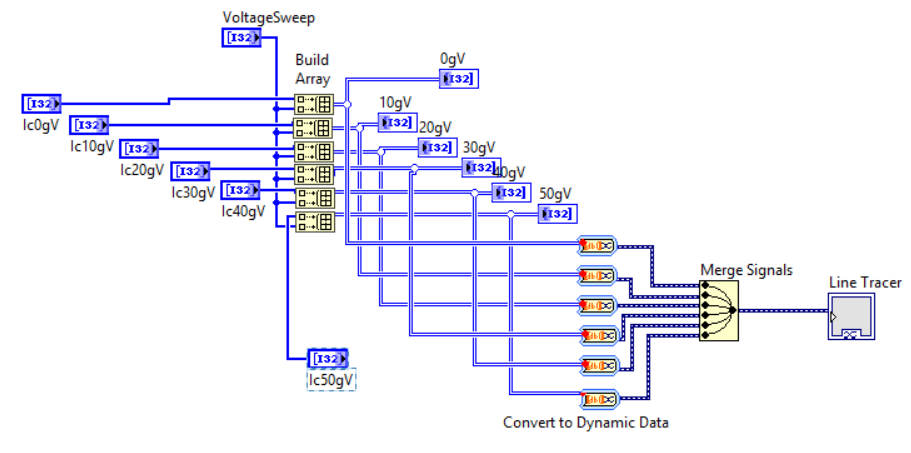 VoltageSweep
[I32]
Build
Array
0gV
[I32]
[I32]
Ic0gV
10gV
[I32]
[I32]
Ic10gV
20gV
[I32]
[I32]
Ic20gV
30gV
[I32]
[I32]
Ic30gV
40gV
[I32]
[I32]
Ic40gV
50gV
[I32]
Merge Signals
Line Tracer
[I32]
Ic50gV
Convert to Dynamic Data